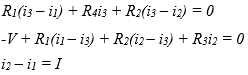 R1(i3 – i1) + R4i3 + R2(i3 – i2) = 0
-V + R1(i1 – i3) + R2(i2 – i3) + R3i2 = 0
i2 – i1 = I